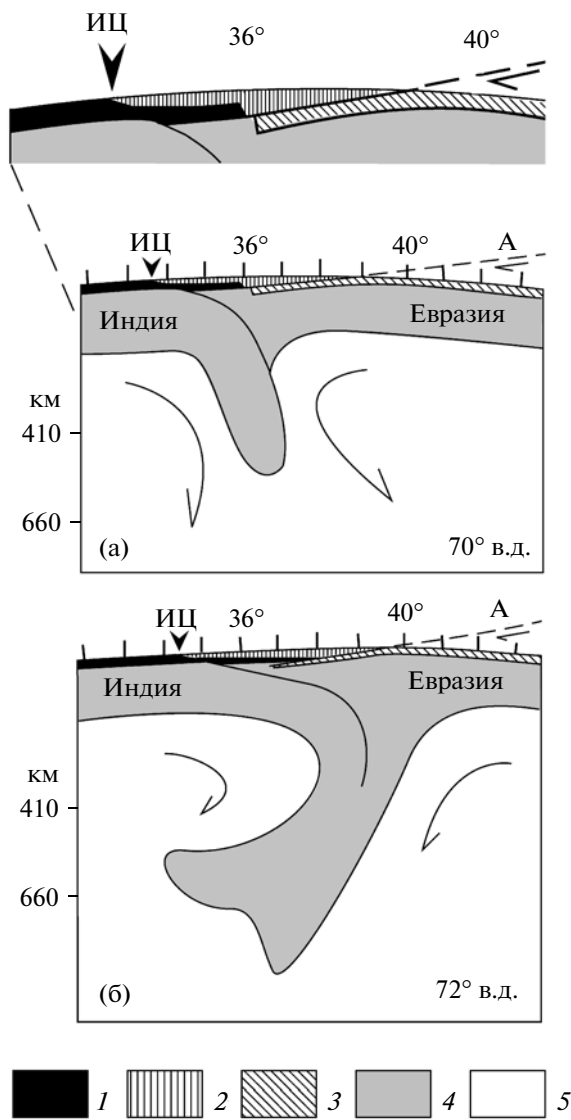 ИЦ 36° 40°
ИЦ 36° 40° А
Индия Евразия
км
410
660
(а) 70° в.д.
ИЦ 36° 40° А
Индия Евразия
км
410
660
(б) 72° в.д.
1 2 3 4 5